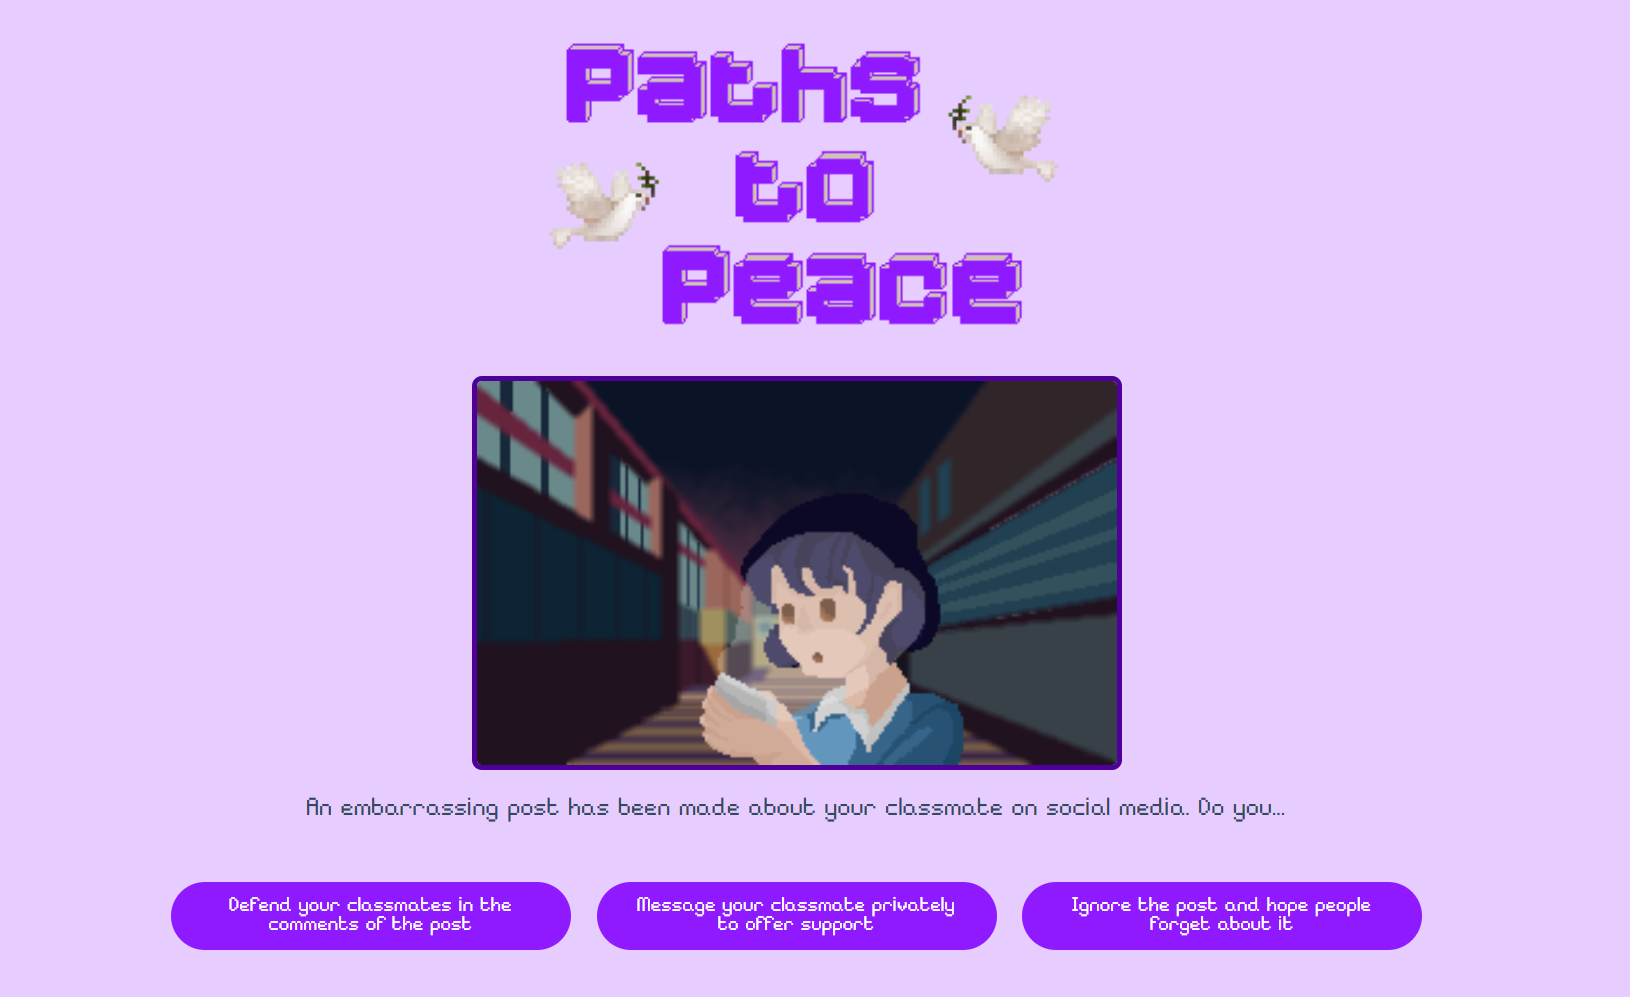 Paths
to
Peace
An embarrassing post has been made about your classmate on social media. Do you...
Defend your classmates in the
comments of the post
Message your classmate privately
to offer support
Ignore the post and hope people
forget about it